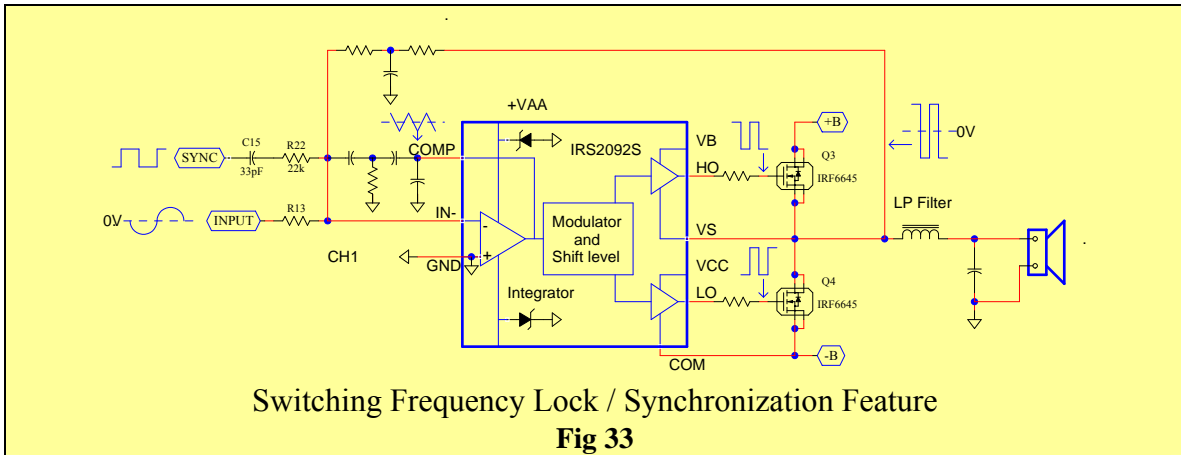 +VAA
IRS2092S
VB
+B
0V
C15
33pF
R22
22k
SYNC
COMP
HO
Q3
IRF6645
0V
INPUT
R13
IN-
-
+
Modulator
and
Shift level
VS
LP Filter
CH1
GND
VCC
LO
Q4
IRF6645
Integrator
COM
-B
Switching Frequency Lock / Synchronization Feature
Fig 33